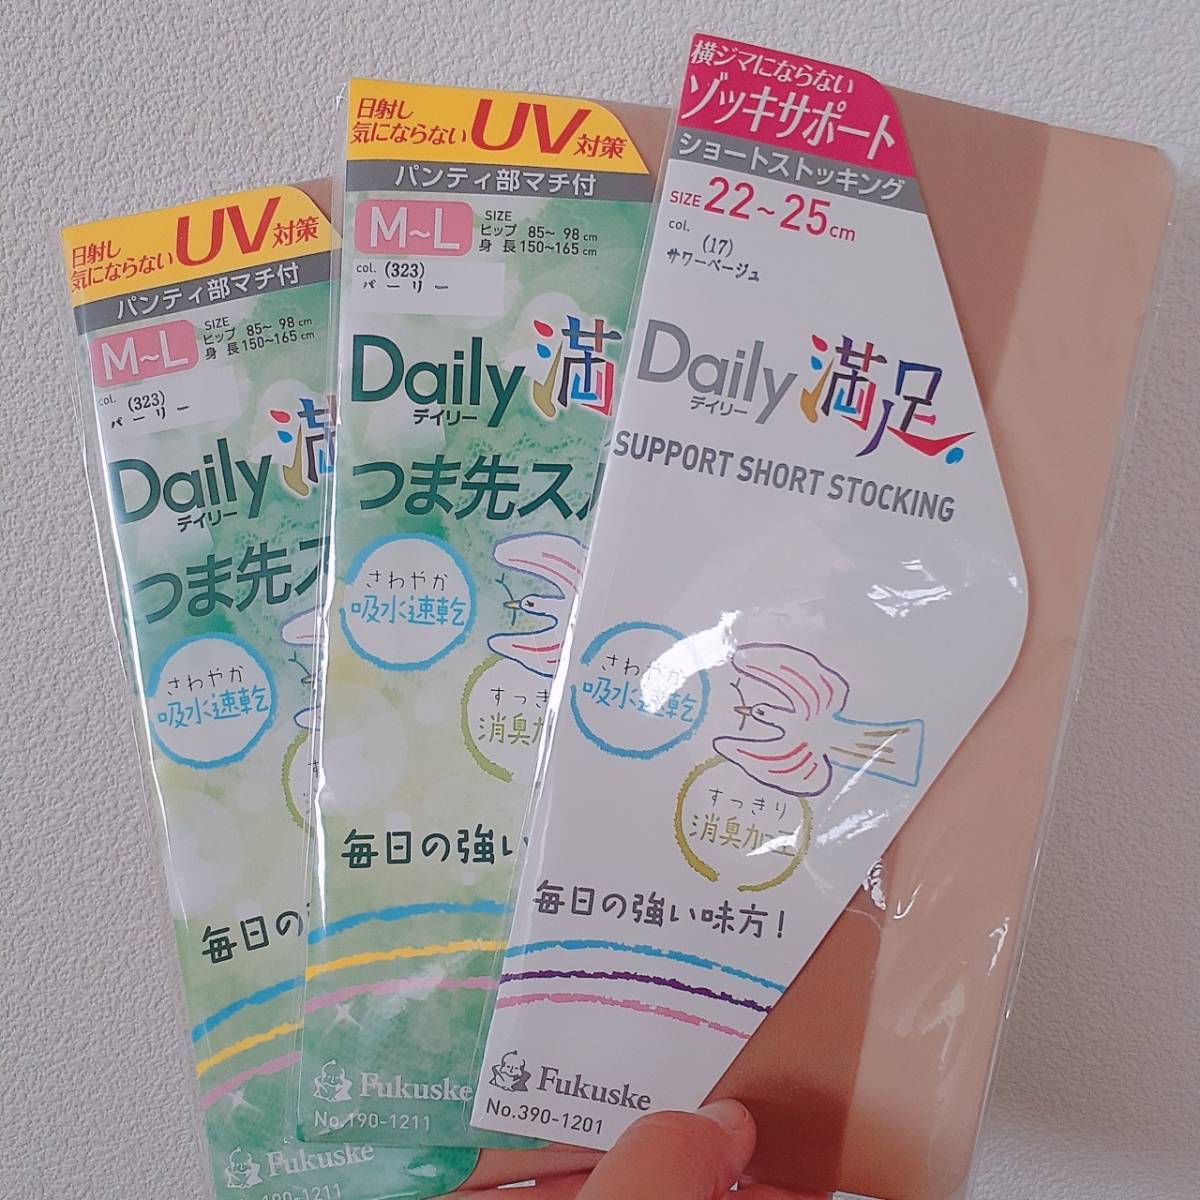 日射し
気にならない UV 対策
パンティ部マチ付
M~L
SIZE
ヒップ 85~ 98 cm
身 長 150~165 cm
col. (323)
バーリー
Daily 満
デイリー
つま先ス
さわやか
吸水速乾
毎日の
Fukuske
190-1211
日射し
気にならない UV 対策
パンティ部マチ付
M~L
SIZE
ヒップ 85~ 98 cm
身 長 150~165 cm
col. (323)
バーリー
Daily 満
デイリー
つま先ス
さわやか
吸水速乾
すっき
消臭加
毎日の強い
Fukuske
No.190-1211
横ジマにならない
ゾッキサポート
ショートストッキング
SIZE 22~25cm
col. (17)
サワーベージュ
Daily 満足。
デイリー
SUPPORT SHORT STOCKING
さわやか
吸水速乾
すっきり
消臭加工
毎日の強い味方!
Fukuske
No.390-1201